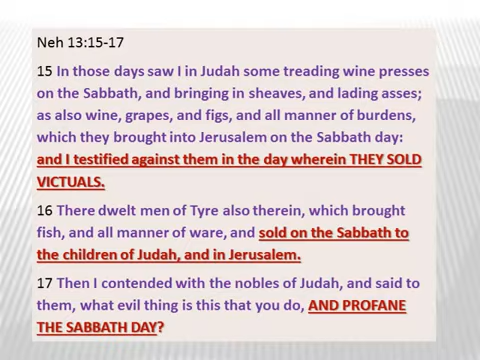 Neh 13:15-17
15 In those days saw I in Judah some treading wine presses
on the Sabbath, and bringing in sheaves, and lading asses;
as also wine, grapes, and figs, and all manner of burdens,
which they brought into Jerusalem on the Sabbath day:
and I testified against them in the day wherein THEY SOLD
VICTUALS.
16 There dwelt men of Tyre also therein, which brought
fish, and all manner of ware, and sold on the Sabbath to
the children of Judah, and in Jerusalem.
17 Then I contended with the nobles of Judah, and said to
them, what evil thing is this that you do, AND PROFANE
THE SABBATH DAY?